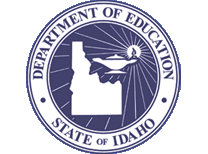 DEPARTMENT OF EDUCATION
STATE OF IDAHO